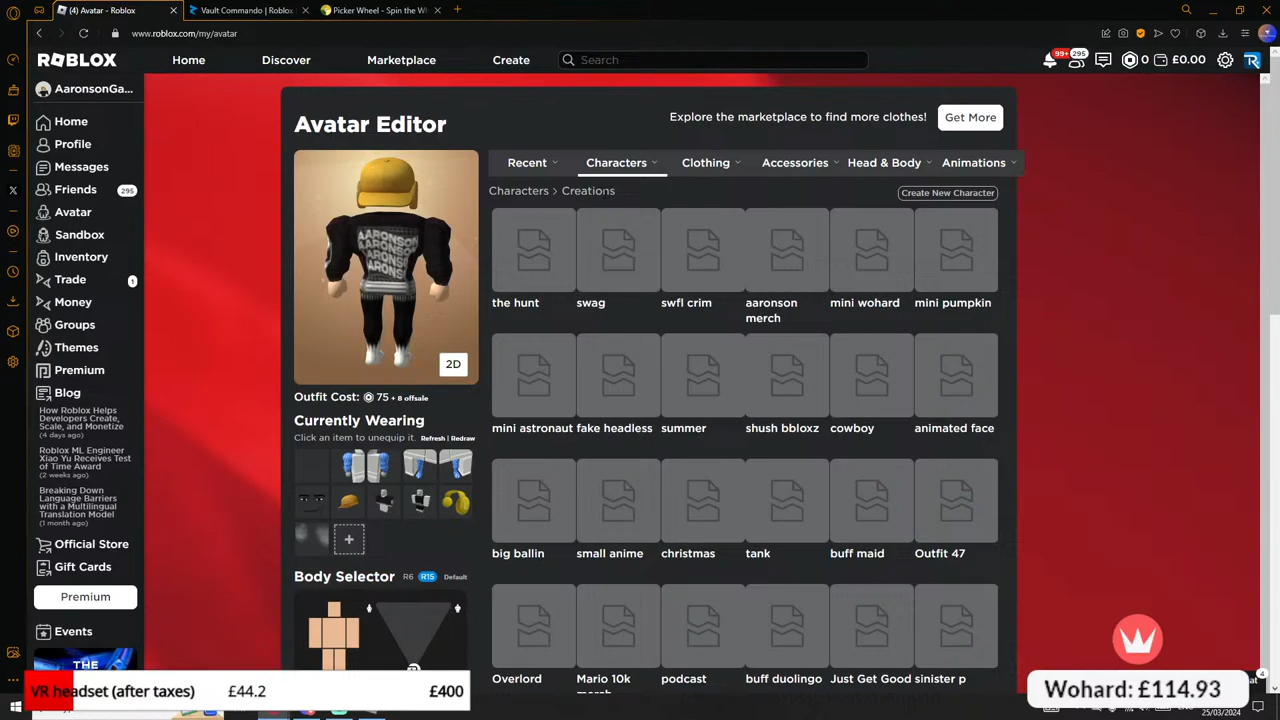 (4) Avatar - Roblox
Vault Commando | Roblox
Picker Wheel - Spin the W
www.roblox.com/my/avatar
ROBLOX
Home
Discover
Marketplace
Create
Search
99+
295
0
£0.00
AaronsonGa...
Home
Profile
Messages
Friends
295
Avatar
Sandbox
Inventory
Trade
1
Money
Groups
Themes
Premium
Blog
How Roblox Helps
Developers Create,
Scale, and Monetize
(4 days ago)
Roblox ML Engineer
Xiao Yu Receives Test
of Time Award
(2 weeks ago)
Breaking Down
Language Barriers
with a Multilingual
Translation Model
(1 month ago)
Official Store
Gift Cards
Premium
Events
THE
Avatar Editor
Explore the marketplace to find more clothes!
Get More
AARONSON
AARONSON
AARONSON
AARONS
2D
Outfit Cost: 75 + 8 offsale
Currently Wearing
Click an item to unequip it. Refresh | Redraw
Body Selector
R6
R15
Default
Recent
Characters
Clothing
Accessories
Head & Body
Animations
Characters > Creations
Create New Character
the hunt
swag
swfl crim
aaronson
merch
mini wohard
mini pumpkin
mini astronaut
fake headless
summer
shush bbloxz
cowboy
animated face
big ballin
small anime
christmas
tank
buff maid
Outfit 47
Overlord
Mario 10k
merch
podcast
buff duolingo
Just Get Good
sinister p
VR headset (after taxes)
£44.2
£400
Wohard: £114.93
4
25/03/2024